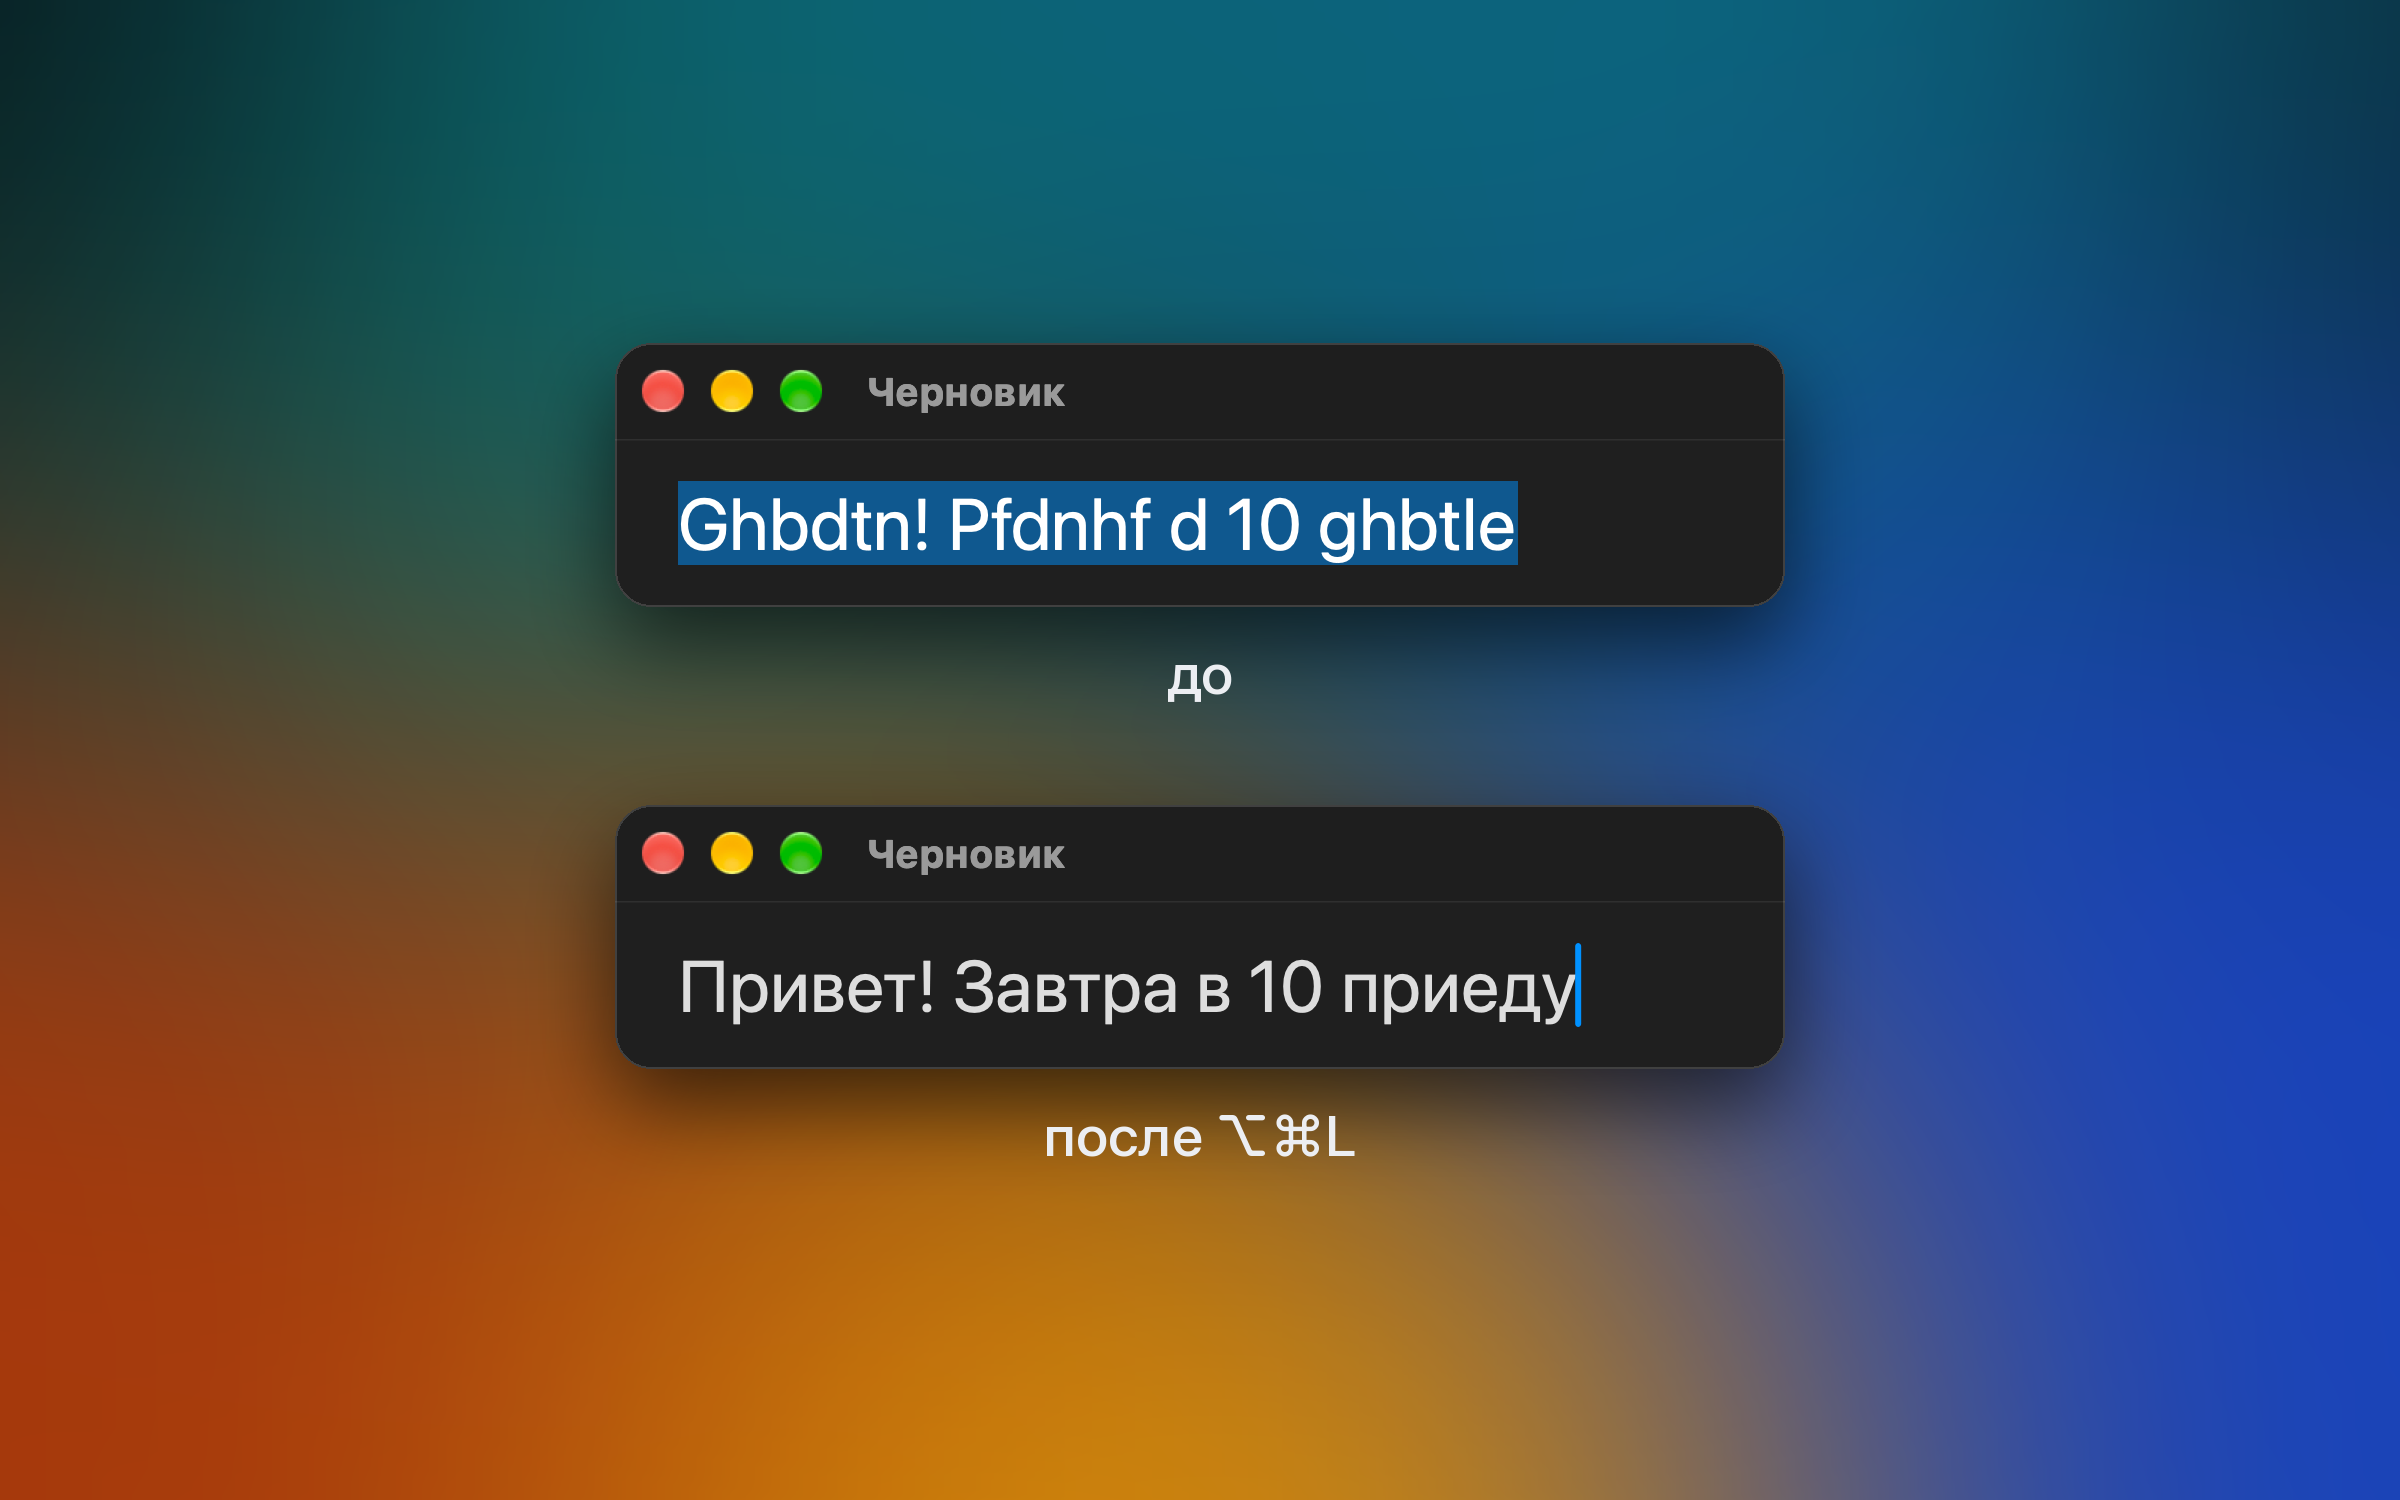 Черновик
Ghbdtn! Pfdnhf d 10 ghbtle
до
Черновик
Привет! Завтра в 10 приеду
после ⌥⌘L